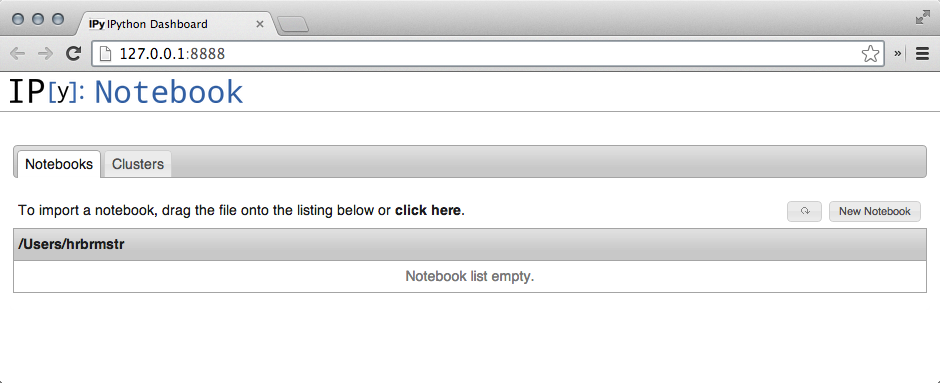 IPy IPython Dashboard
127.0.0.1:8888
IP[y]: Notebook
Notebooks Clusters
To import a notebook, drag the file onto the listing below or click here. New Notebook
/Users/hrbrmstr
Notebook list empty.